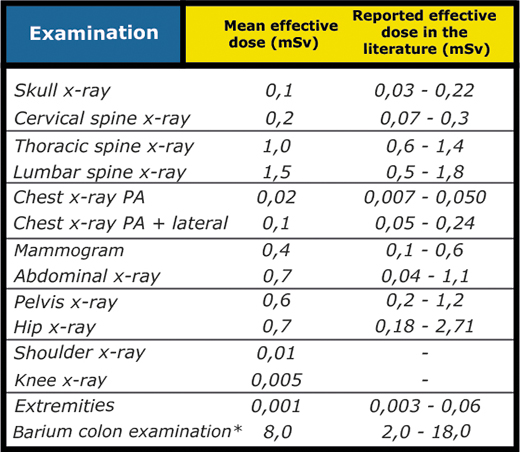 Examination Mean effective dose (mSv) Reported effective dose in the literature (mSv)
Skull x-ray 0,1 0,03 - 0,22
Cervical spine x-ray 0,2 0,07 - 0,3
Thoracic spine x-ray 1,0 0,6 - 1,4
Lumbar spine x-ray 1,5 0,5 - 1,8
Chest x-ray PA 0,02 0,007 - 0,050
Chest x-ray PA + lateral 0,1 0,05 - 0,24
Mammogram 0,4 0,1 - 0,6
Abdominal x-ray 0,7 0,04 - 1,1
Pelvis x-ray 0,6 0,2 - 1,2
Hip x-ray 0,7 0,18 - 2,71
Shoulder x-ray 0,01 -
Knee x-ray 0,005 -
Extremities 0,001 0,003 - 0,06
Barium colon examination* 8,0 2,0 - 18,0